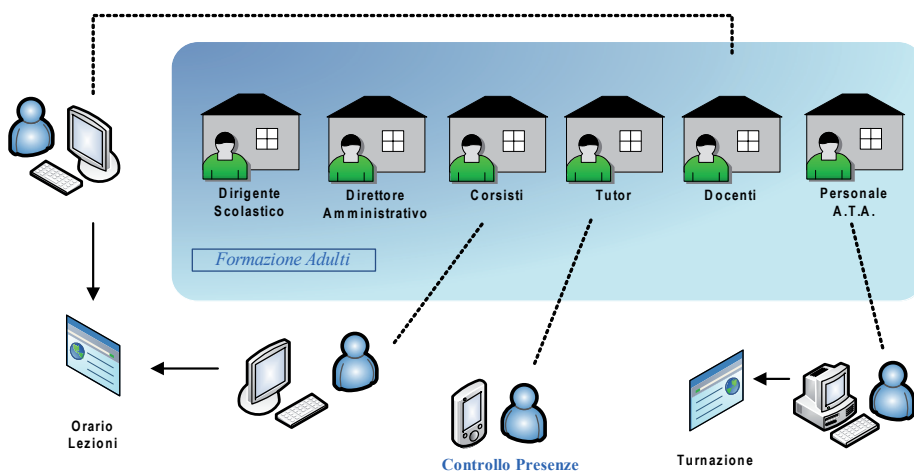 Dirigente
Scolastico
Direttore
Amministrativo
Corsisti
Tutor
Docenti
Personale
A.T.A.
Formazione Adulti
Orario
Lezioni
Controllo Presenze
Turnazione